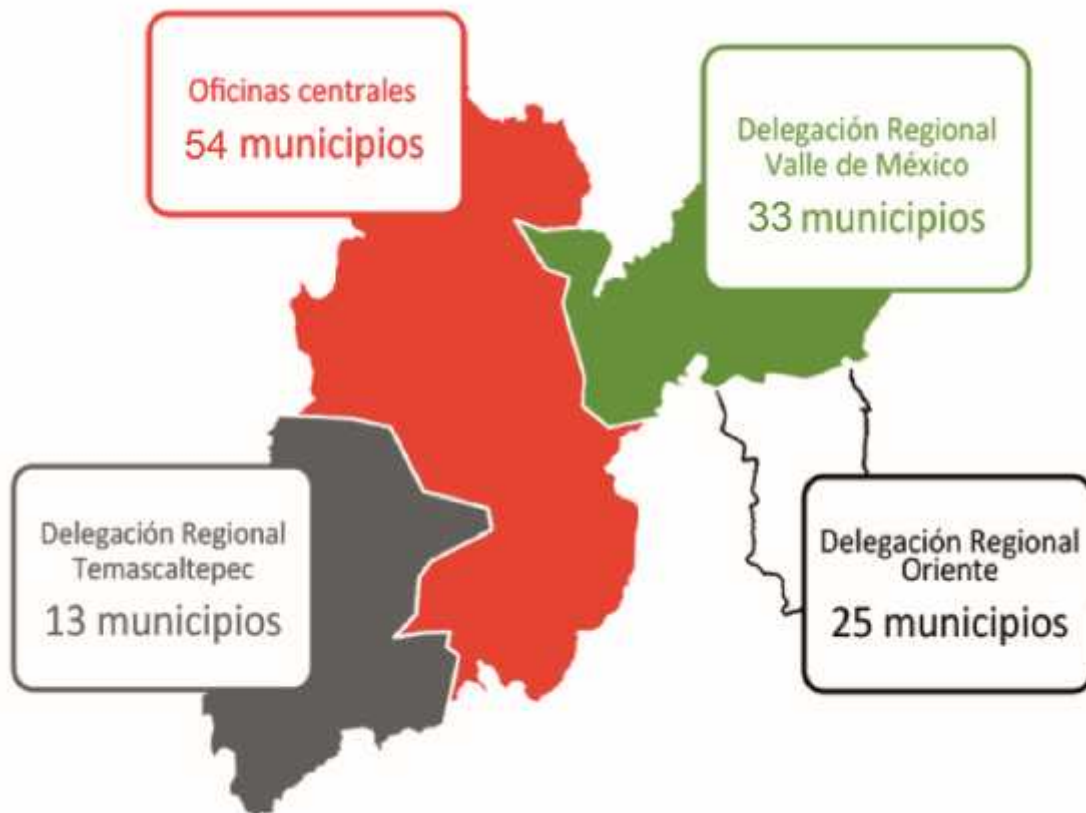 Oficinas centrales
54 municipios
Delegación Regional
Valle de México
33 municipios
Delegación Regional
Temascaltepec
13 municipios
Delegación Regional
Oriente
25 municipios